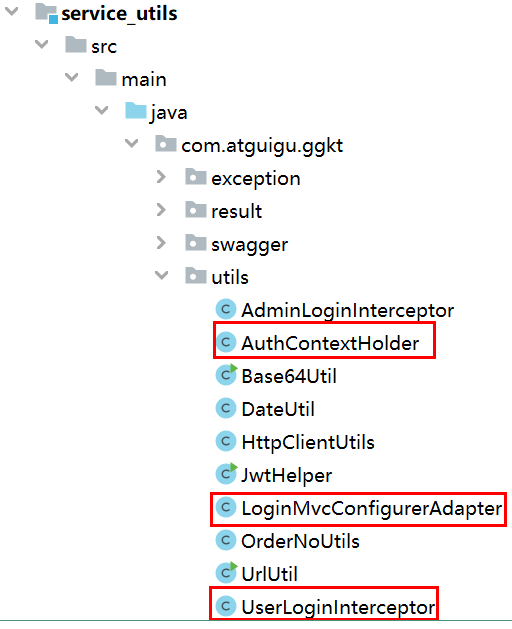 service_utils
src
main
java
com.atguigu.ggkt
exception
result
swagger
utils
C AdminLoginInterceptor
C AuthContextHolder
C Base64Util
C DateUtil
C HttpClientUtils
C JwtHelper
C LoginMvcConfigurerAdapter
C OrderNoUtils
C UrlUtil
C UserLoginInterceptor